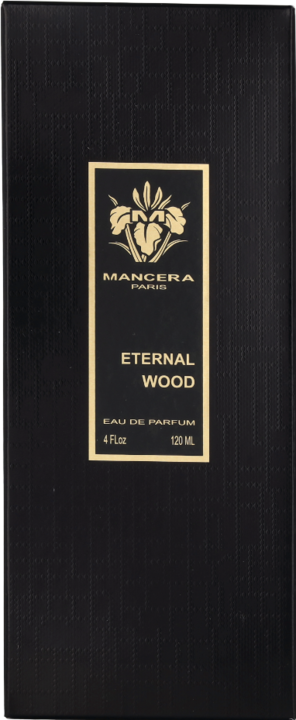 MANCERA
PARIS
ETERNAL
WOOD
EAU DE PARFUM
4 FLoz 120 ML